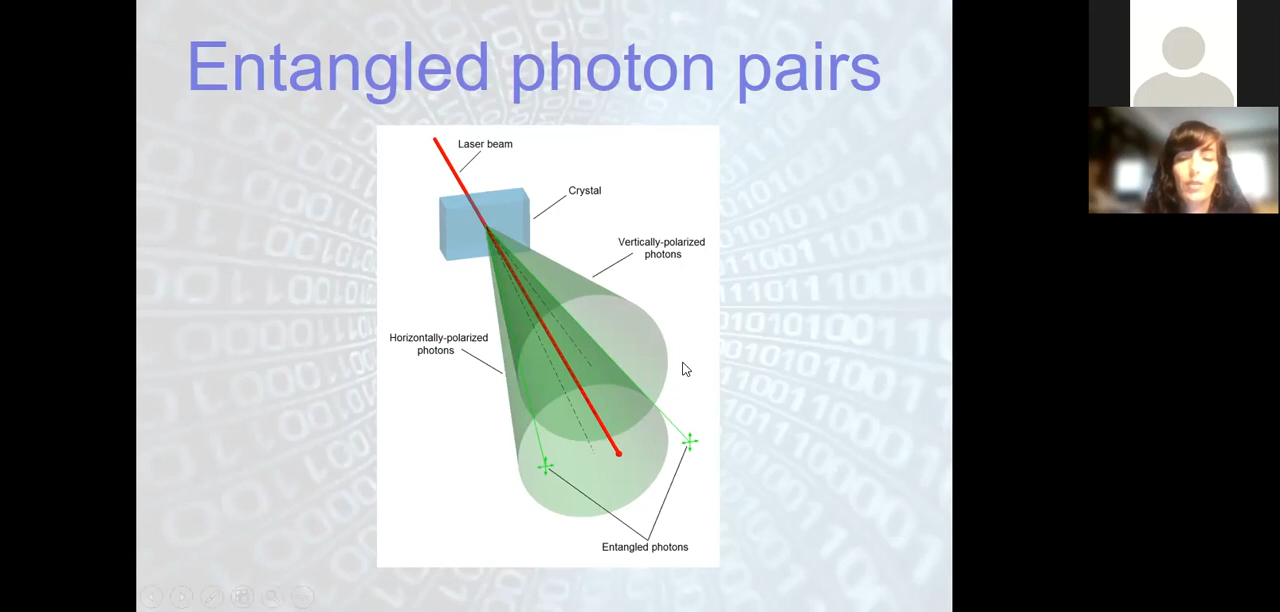 Entangled photon pairs
Laser beam
Crystal
Vertically-polarized
photons
Horizontally-polarized
photons
Entangled photons